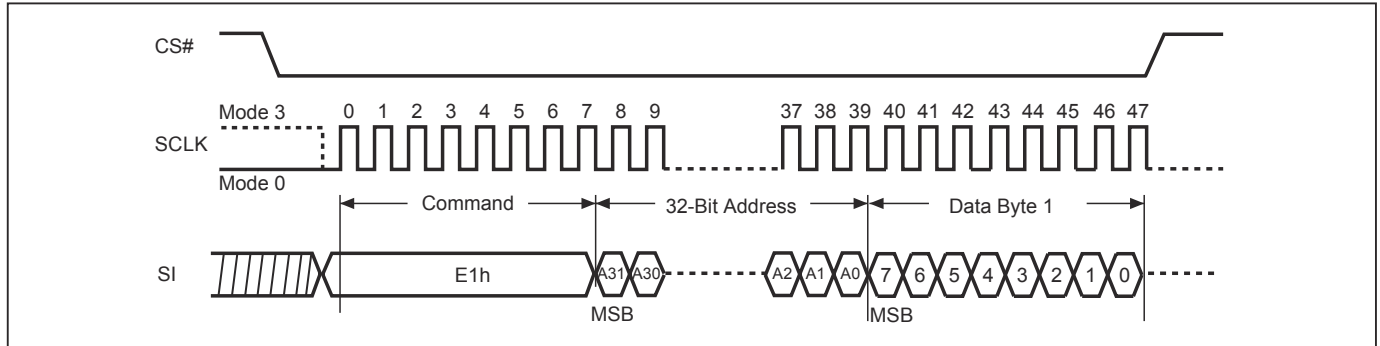 CS#
Mode 3
0 1 2 3 4 5 6 7 8 9 37 38 39 40 41 42 43 44 45 46 47
SCLK
Mode 0
Command 32-Bit Address Data Byte 1
SI E1h A31 A30 A2 A1 A0 7 6 5 4 3 2 1 0
MSB MSB